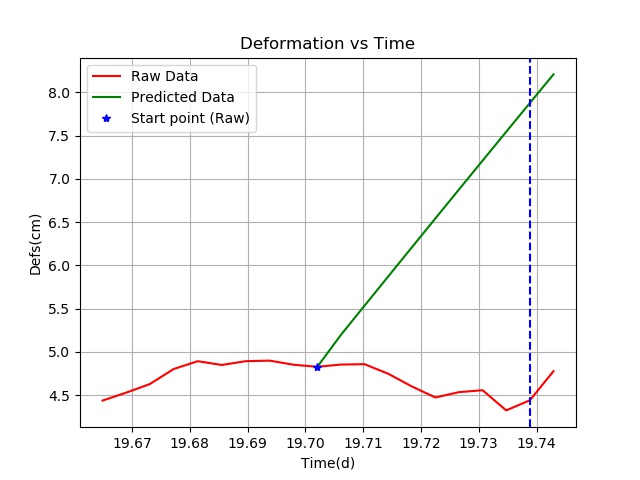 Deformation vs Time
Raw Data
Predicted Data
Start point (Raw)
Defs(cm)
8.0
7.5
7.0
6.5
6.0
5.5
5.0
4.5
19.67 19.68 19.69 19.70 19.71 19.72 19.73 19.74
Time(d)